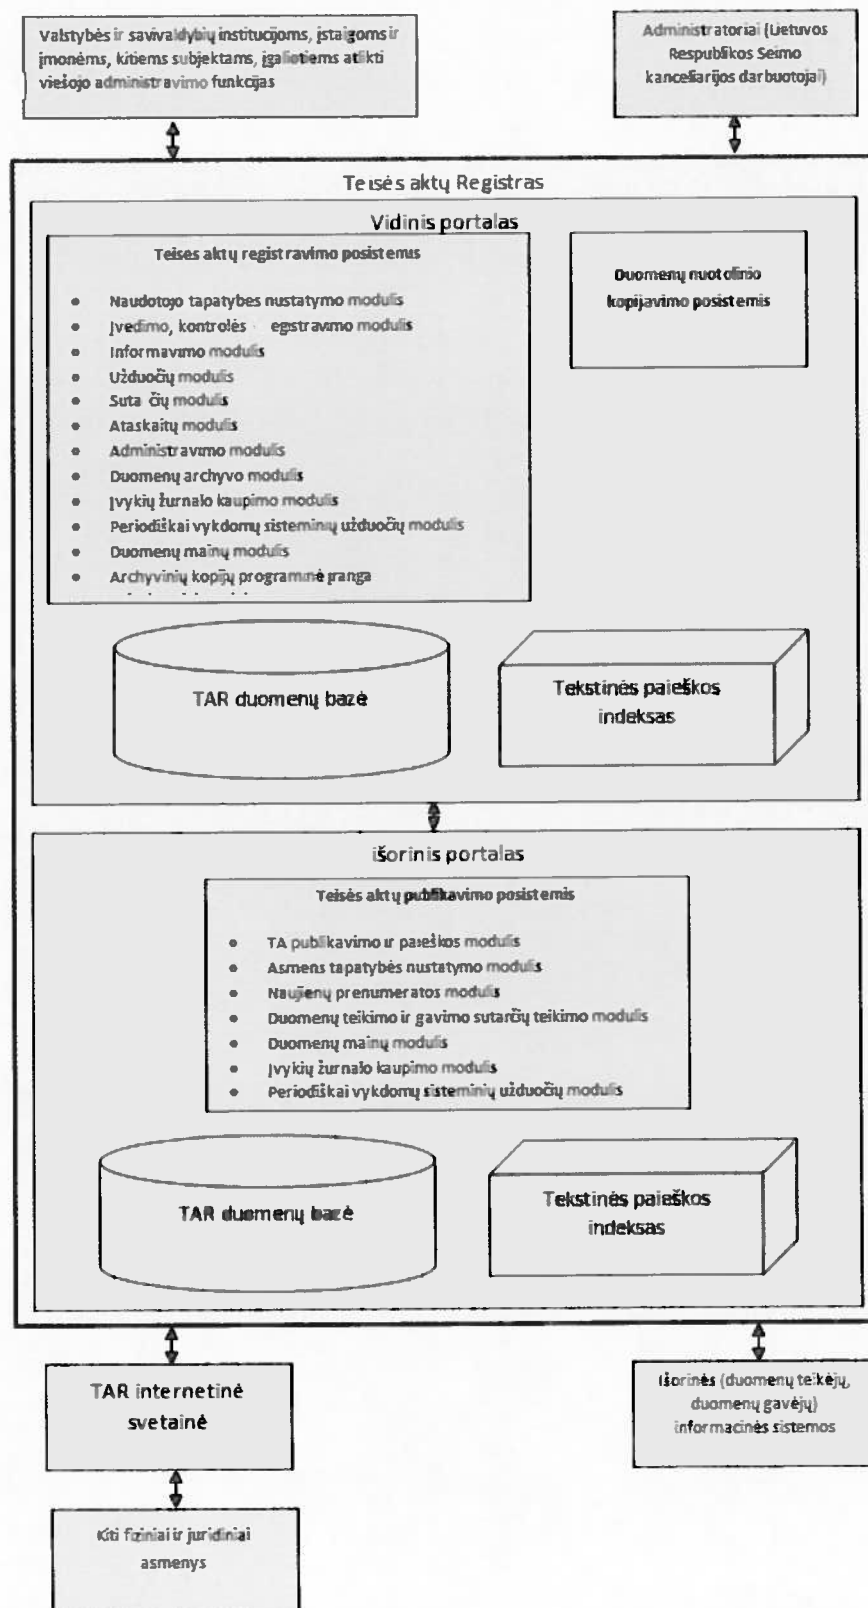 Valstybės ir savivaldybių institucijoms, įstaigoms ir
įmonėms, kitiems subjektams, įgaliotiems atlikti
viešojo administravimo funkcijas
Administratoriai (Lietuvos
Respublikos Seimo
kanceliarijos darbuotojai)
Teisės aktų Registras
Vidinis portalas
Teisės aktų registravimo posistemis
• Naudotojo tapatybės nustatymo modulis
• Įvedimo, kontrolės egistravimo modulis
• Informavimo modulis
• Užduočių modulis
• Suta čių modulis
• Ataskaitų modulis
• Administravimo modulis
• Duomenų archyvo modulis
• Įvykių žurnalo kaupimo modulis
• Periodiškai vykdomų sisteminių užduočių modulis
• Duomenų mainų modulis
• Archyvinių kopijų programinė įranga
Duomenų nuotolinio
kopijavimo posistemis
TAR duomenų bazė
Tekstinės paieškos
indeksas
išorinis portalas
Teisės aktų publikavimo posistemis
• TA publikavimo ir paieškos modulis
• Asmens tapatybės nustatymo modulis
• Naujienų prenumeratos modulis
• Duomenų teikimo ir gavimo sutarčių teikimo modulis
• Duomenų mainų modulis
• Įvykių žurnalo kaupimo modulis
• Periodiškai vykdomų sisteminių užduočių modulis
TAR duomenų bazė
Tekstinės paieškos
indeksas
TAR internetinė
svetainė
Išorinės (duomenų teikėjų,
duomenų gavėjų)
informacinės sistemos
Kiti fiziniai ir juridiniai
asmenys